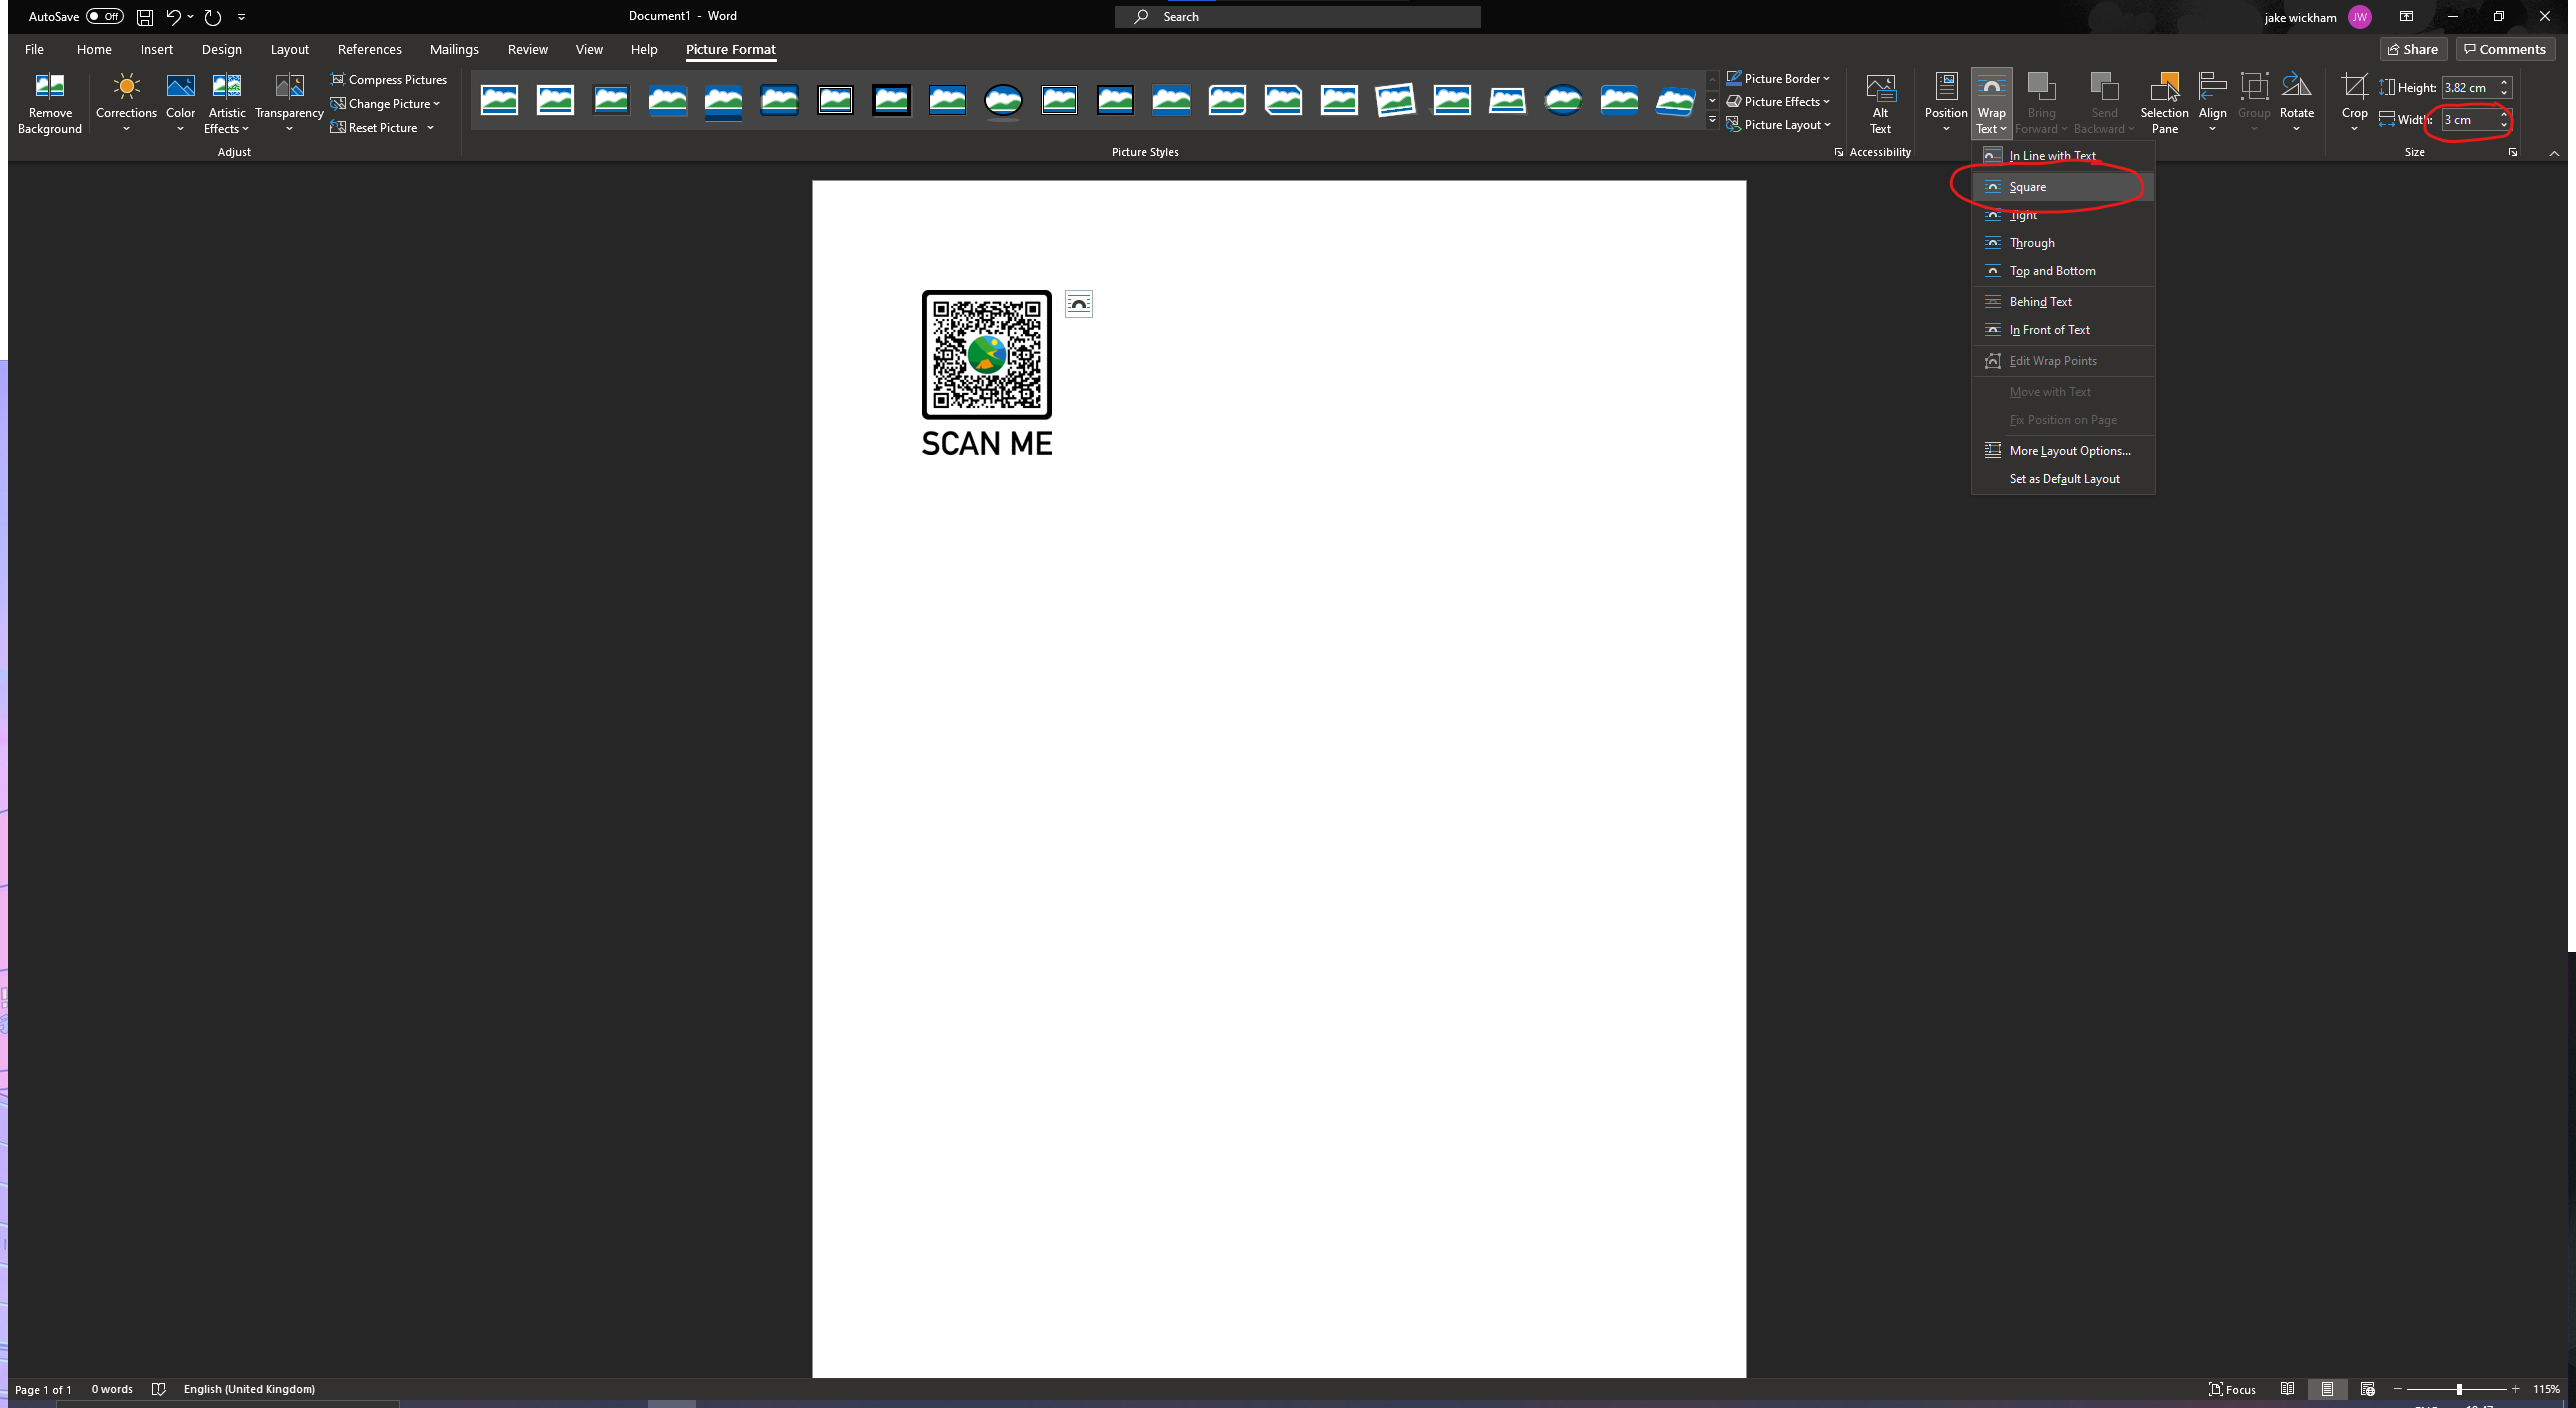 AutoSave Off
Document1 - Word
Search
jake wickham JW
File Home Insert Design Layout References Mailings Review View Help Picture Format
Share Comments
Remove Background
Corrections
Color
Artistic Effects
Transparency
Compress Pictures
Change Picture
Reset Picture
Adjust
Picture Styles
Picture Border
Picture Effects
Picture Layout
Alt Text
Accessibility
Position
Wrap Text
Bring Forward
Send Backward
Selection Pane
Align
Group
Rotate
Crop
Height: 3.82 cm
Width: 3 cm
Size
In Line with Text
Square
Tight
Through
Top and Bottom
Behind Text
In Front of Text
Edit Wrap Points
Move with Text
Fix Position on Page
More Layout Options...
Set as Default Layout
SCAN ME
Page 1 of 1 0 words English (United Kingdom)
Focus 115%